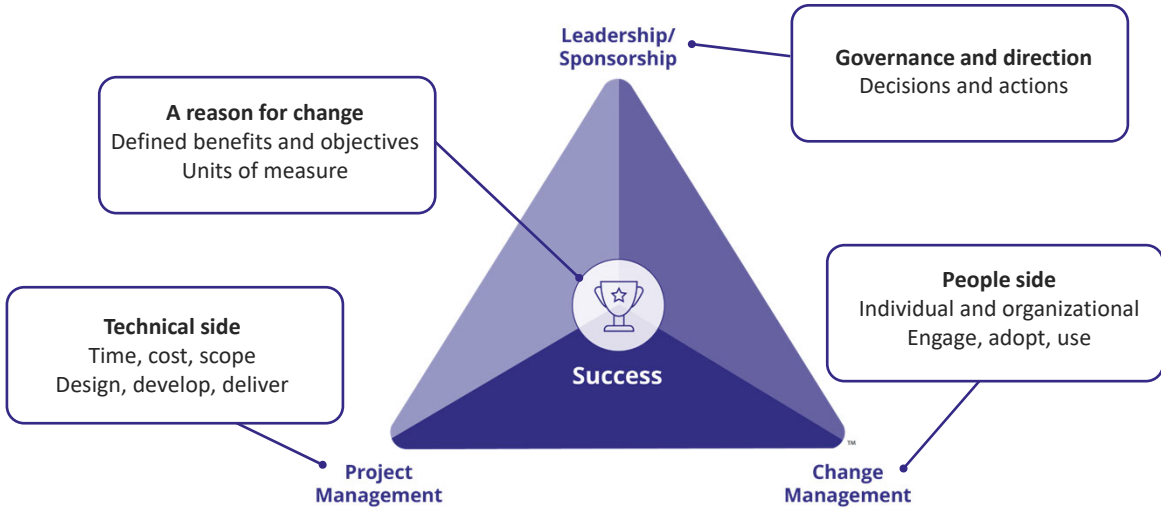 Leadership/
Sponsorship
Governance and direction
Decisions and actions
A reason for change
Defined benefits and objectives
Units of measure
People side
Individual and organizational
Engage, adopt, use
Technical side
Time, cost, scope
Design, develop, deliver
Success
TM
Project
Management
Change
Management